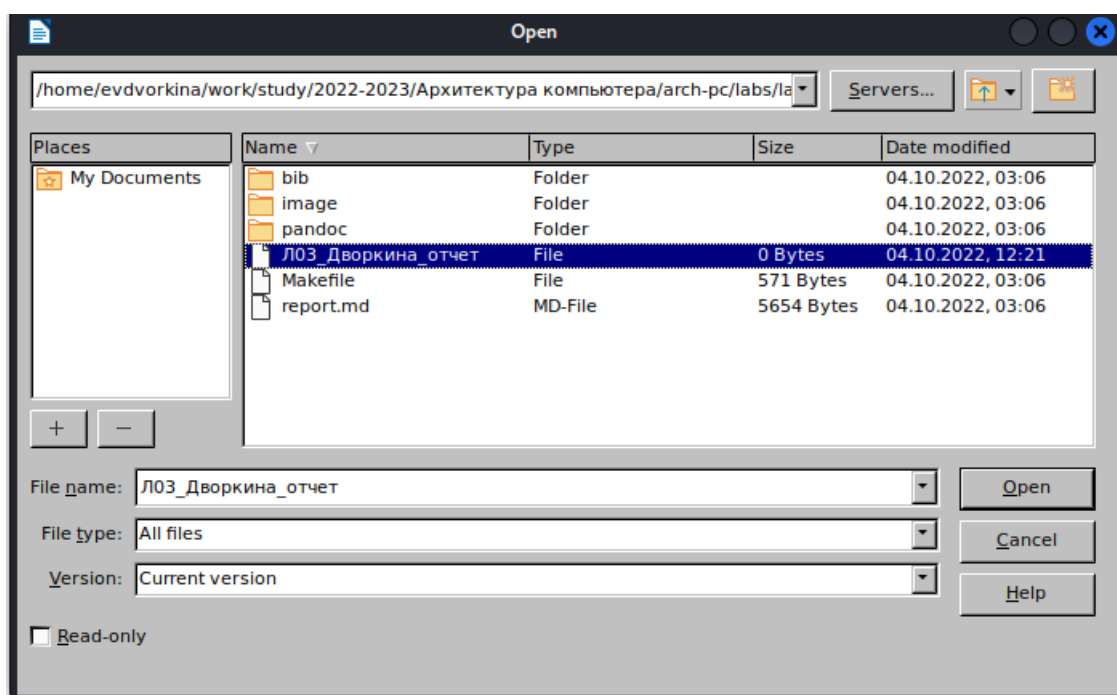 Open
/home/evdvorkina/work/study/2022-2023/Архитектура компьютера/arch-pc/labs/la
Servers...
Places
Name Type Size Date modified
My Documents
bib Folder 04.10.2022, 03:06
image Folder 04.10.2022, 03:06
pandoc Folder 04.10.2022, 03:06
Л03_Дворкина_отчет File 0 Bytes 04.10.2022, 12:21
Makefile File 571 Bytes 04.10.2022, 03:06
report.md MD-File 5654 Bytes 04.10.2022, 03:06
File name: Л03_Дворкина_отчет Open
File type: All files Cancel
Version: Current version Help
Read-only